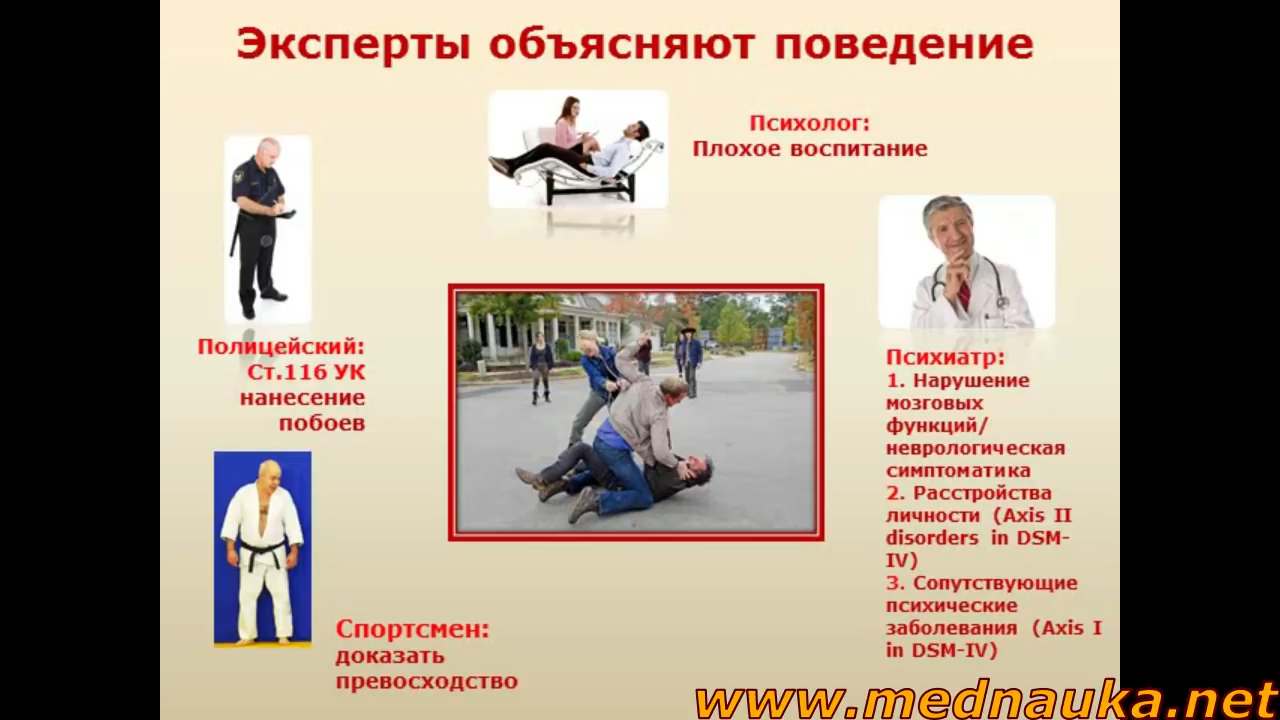 Эксперты объясняют поведение
Психолог:
Плохое воспитание
Полицейский:
Ст.116 УК
нанесение
побоев
Психиатр:
1. Нарушение
мозговых
функций/
неврологическая
симптоматика
2. Расстройства
личности (Axis II
disorders in DSM-
IV)
3. Сопутствующие
психические
заболевания (Axis I
in DSM-IV)
Спортсмен:
доказать
превосходство
www.mednauka.net